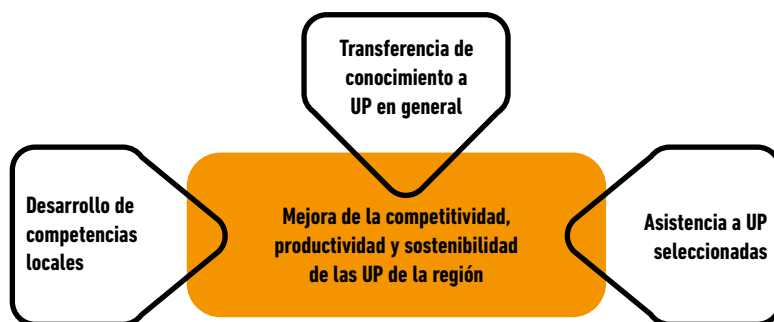 Transferencia de
conocimiento a
UP en general
Desarrollo de
competencias
locales
Mejora de la competitividad,
productividad y sostenibilidad
de las UP de la región
Asistencia a UP
seleccionadas